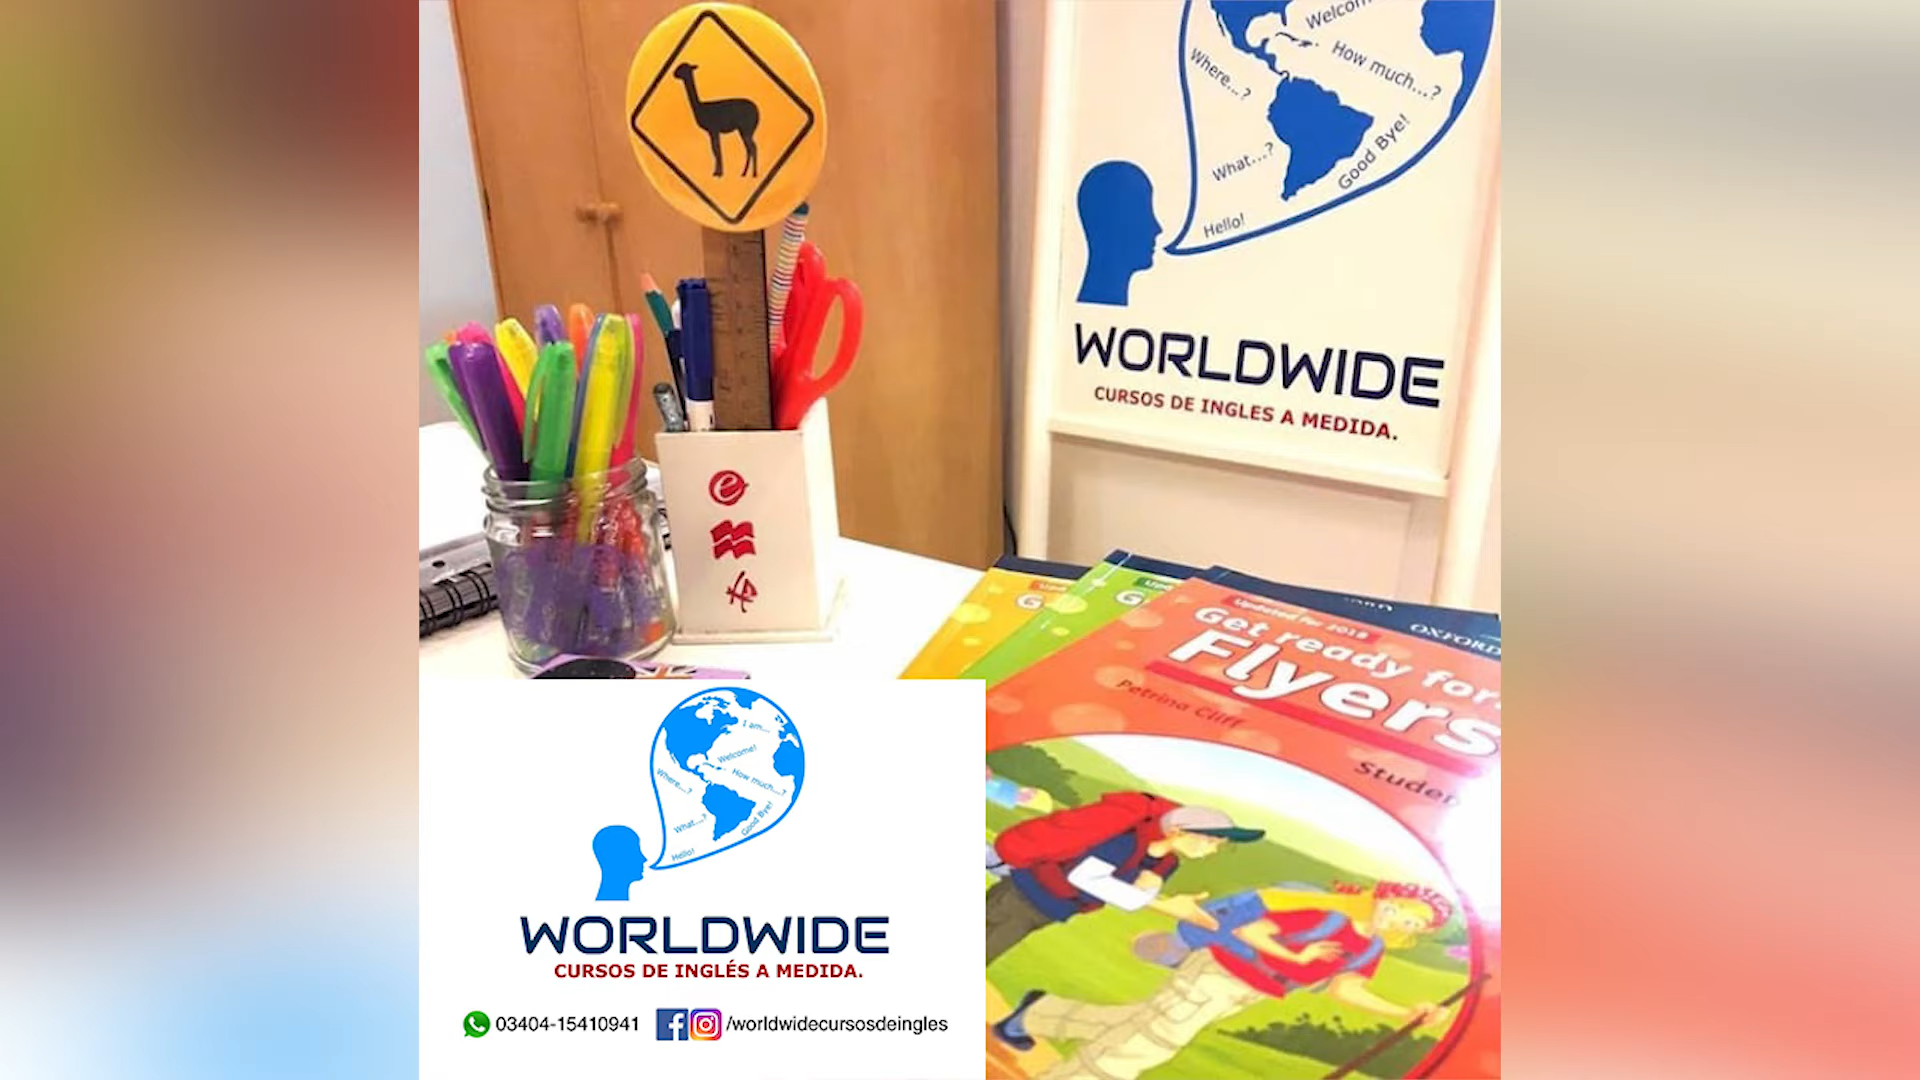 Welcom
How much...?
Where...?
What...?
Good Bye!
Hello!
WORLDWIDE
CURSOS DE INGLES A MEDIDA.
e
G
G
OXFORD
Updated for 2018
Get ready for:
Flyers
Petrina Cliff
Studen
I am...
Welcome!
Where...?
How much...?
What...?
Good Bye!
Hello!
WORLDWIDE
CURSOS DE INGLÉS A MEDIDA.
03404-15410941 /worldwidecursosdeingles